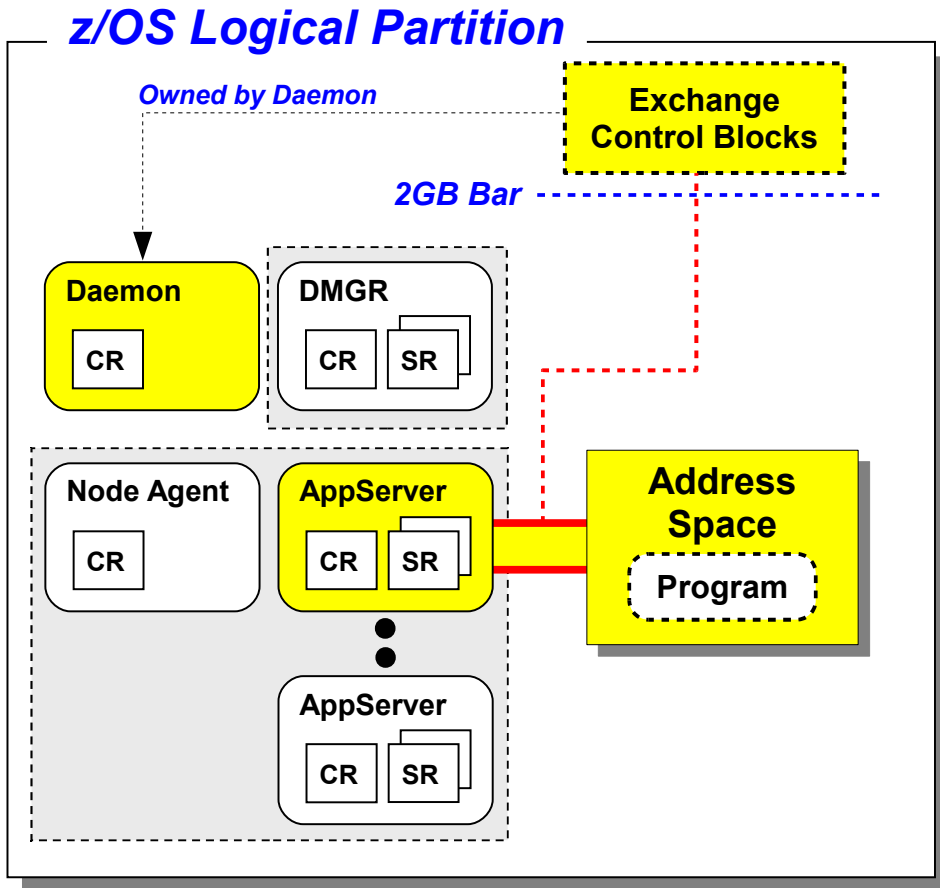 z/OS Logical Partition
Owned by Daemon
Exchange
Control Blocks
2GB Bar
Daemon
CR
DMGR
CR
SR
Node Agent
CR
AppServer
CR
SR
Address
Space
Program
AppServer
CR
SR